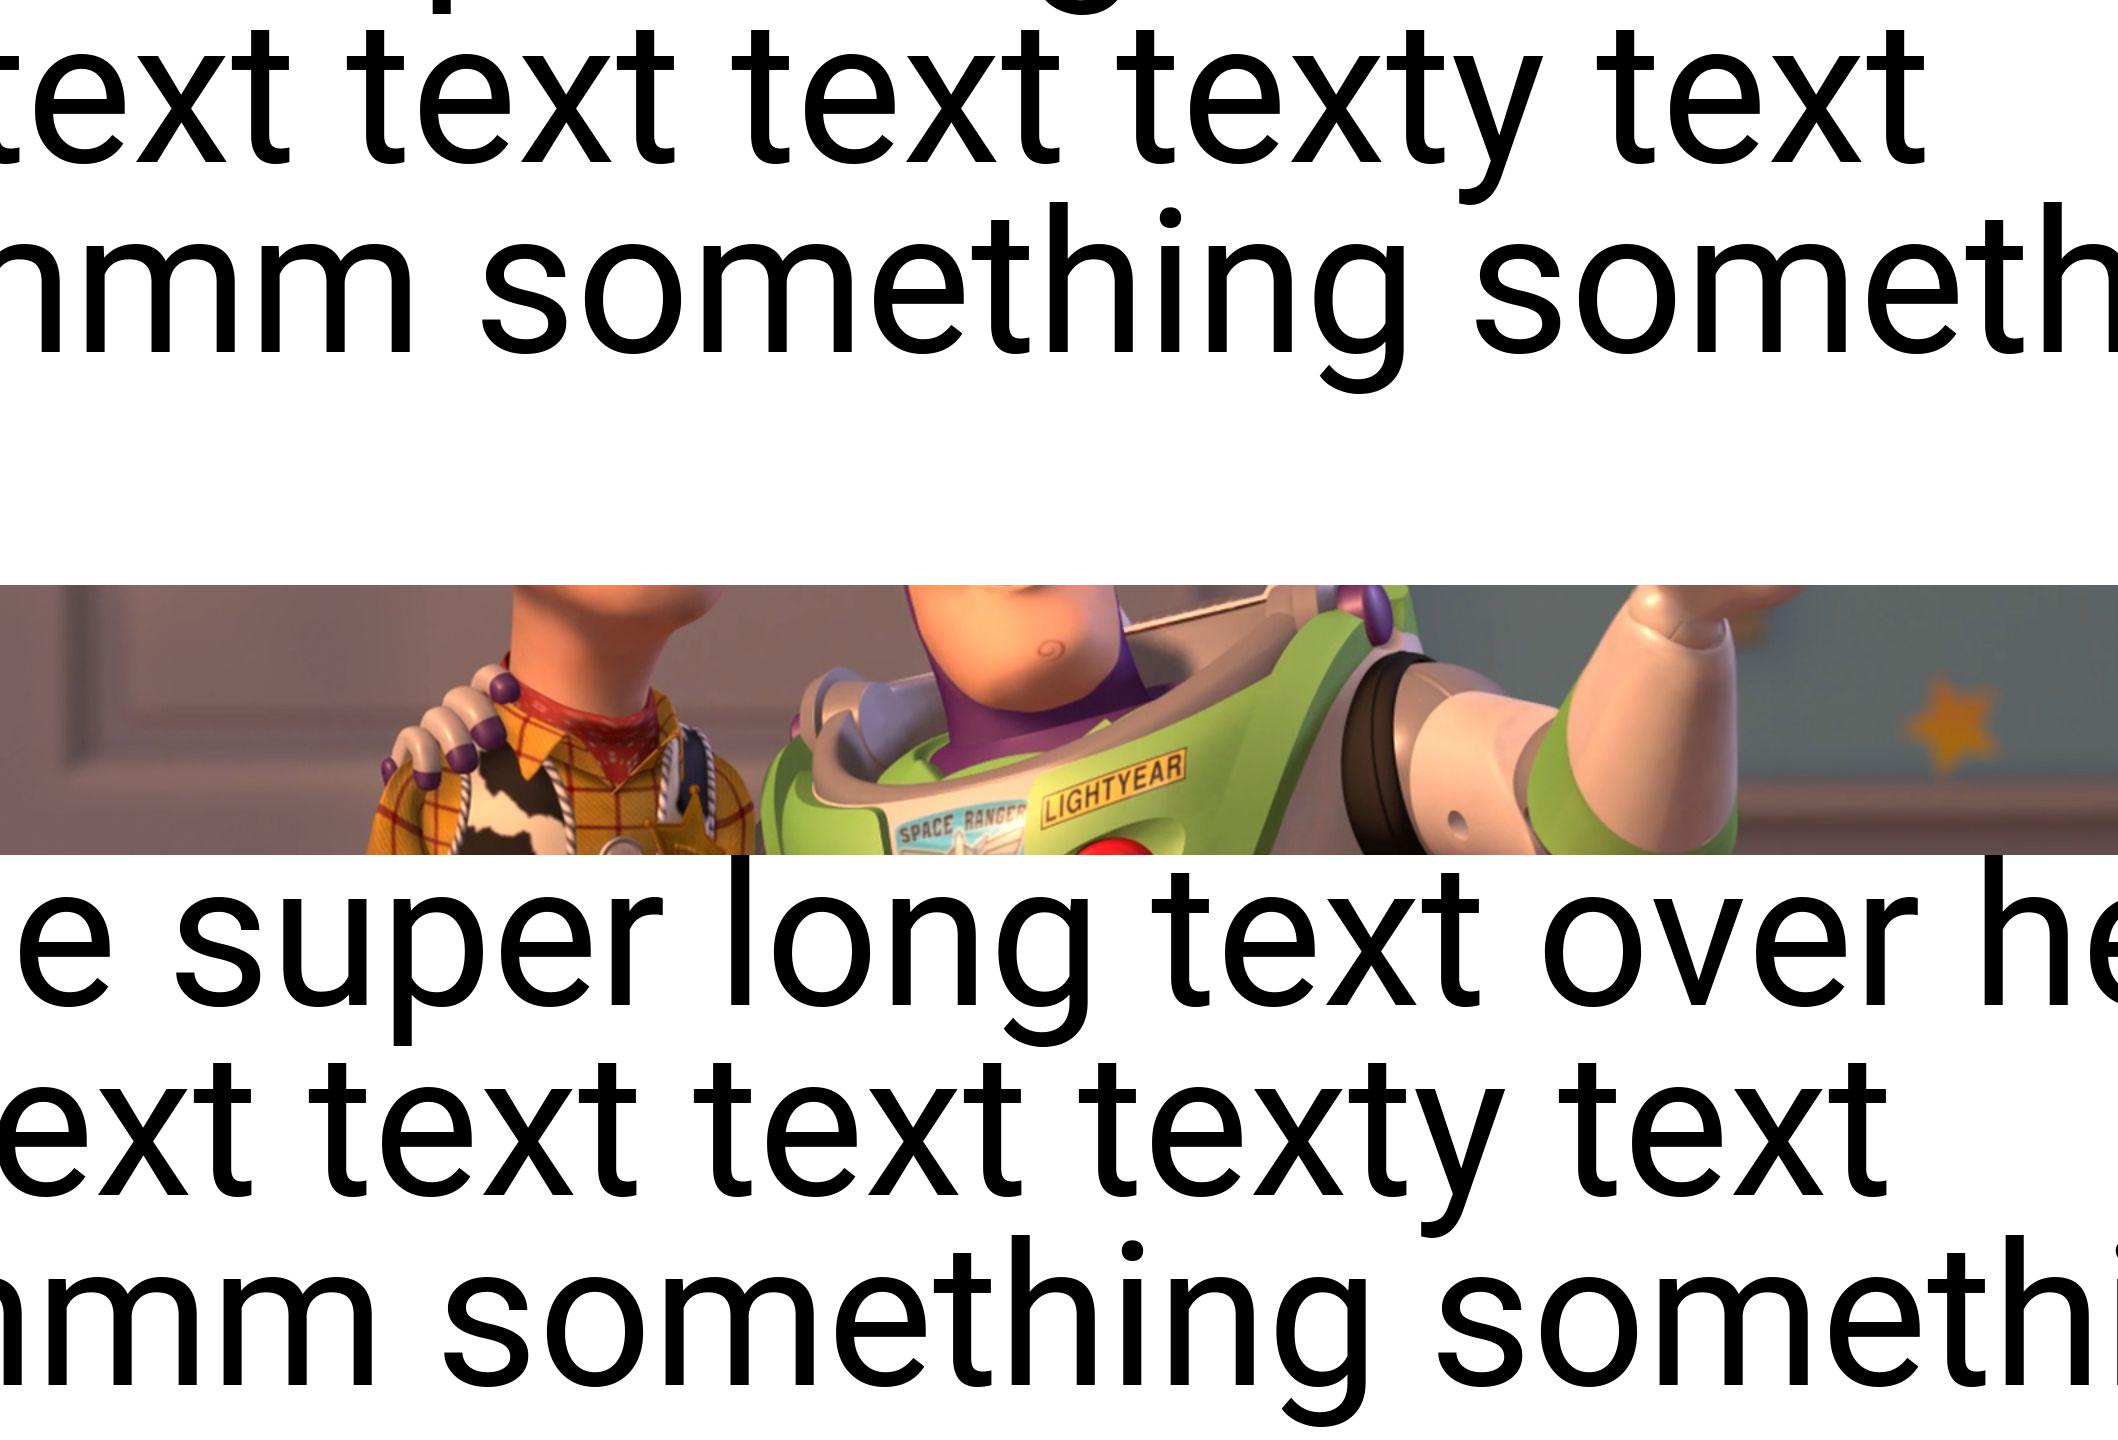 text text text texty text
mmm something someth
LIGHTYEAR
SPACE RANGER
e super long text over he
ext text text texty text
mmm something somethi